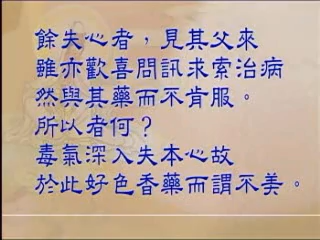 餘失心者，見其父來
雖亦歡喜問訊求索治病
然與其藥而不肯服。
所以者何？
毒氣深入失本心故
於此好色香藥而謂不美。